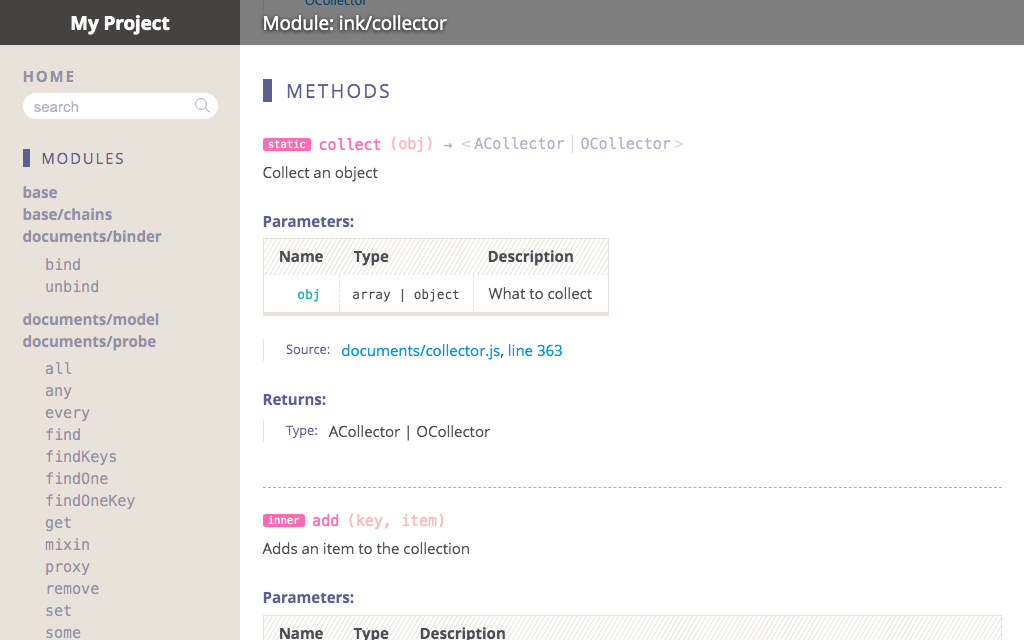 My Project
HOME
search
MODULES
base
base/chains
documents/binder
bind
unbind
documents/model
documents/probe
all
any
every
find
findKeys
findOne
findOneKey
get
mixin
proxy
remove
set
some
OCollector
Module: ink/collector
METHODS
static collect (obj) → < ACollector | OCollector >
Collect an object
Parameters:
Name Type Description
obj array | object What to collect
Source: documents/collector.js, line 363
Returns:
Type: ACollector | OCollector
inner add (key, item)
Adds an item to the collection
Parameters:
Name Type Description